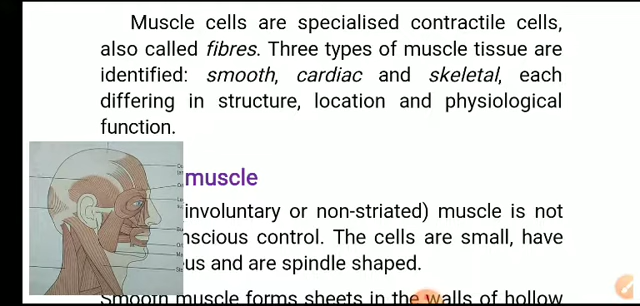 Muscle cells are specialised contractile cells,
also called fibres. Three types of muscle tissue are
identified: smooth, cardiac and skeletal, each
differing in structure, location and physiological
function.
muscle
(involuntary or non-striated) muscle is not
control. The cells are small, have
and are spindle shaped.
Smooth muscle forms sheets in the walls of hollow